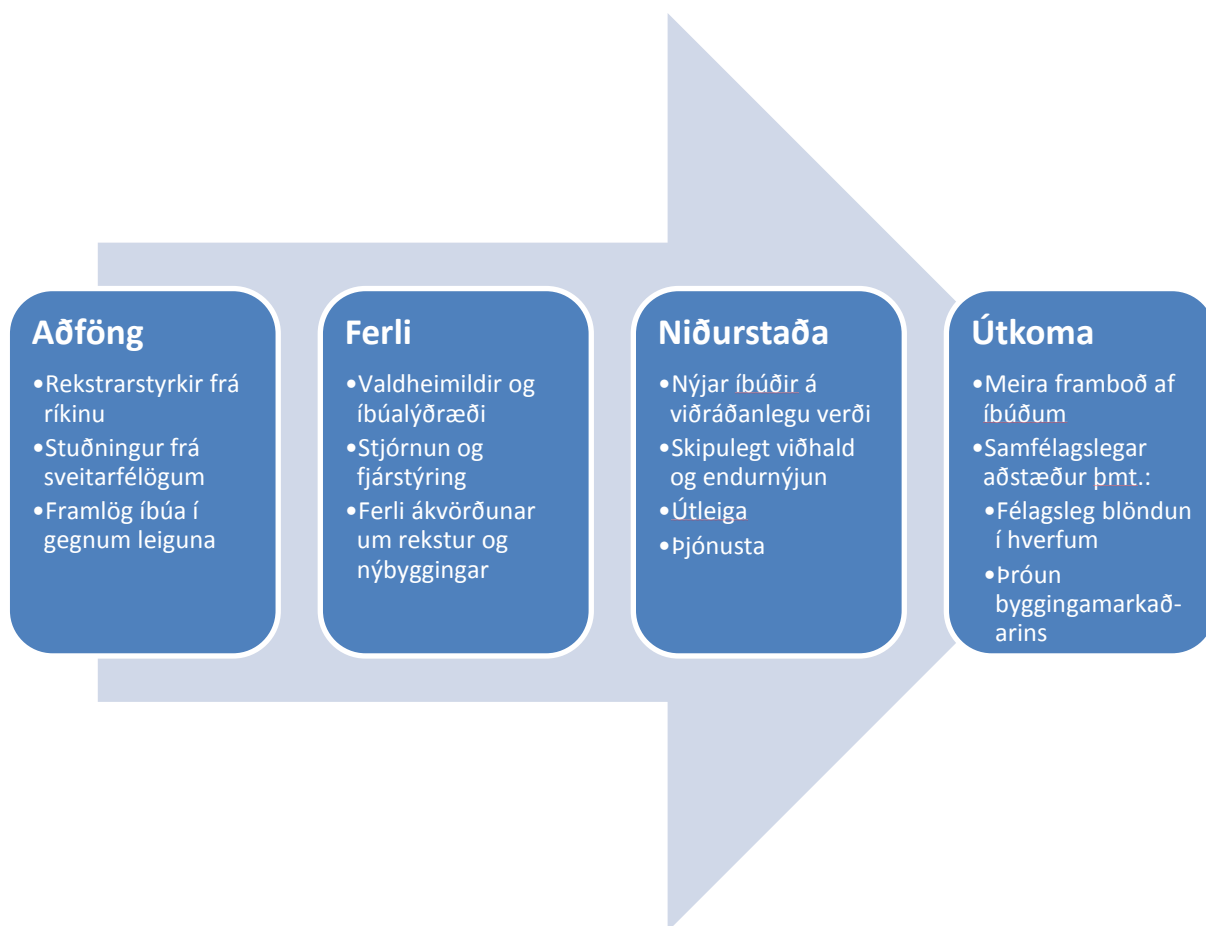 Aðföng
•Rekstrarstyrkir frá
ríkinu
•Stuðningur frá
sveitarfélögum
•Framlög íbúa í
gegnum leiguna
Ferli
•Valdheimildir og
íbúalýðræði
•Stjórnun og
fjárstýring
•Ferli ákvörðunar
um rekstur og
nýbyggingar
Niðurstaða
•Nýjar íbúðir á
viðráðanlegu verði
•Skipulegt viðhald
og endurnýjun
•Útleiga
•Þjónusta
Útkoma
•Meira framboð af
íbúðum
•Samfélagslegar
aðstæður þmt.:
•Félagsleg blöndun
í hverfum
•Þróun
byggingamarkað-
arins